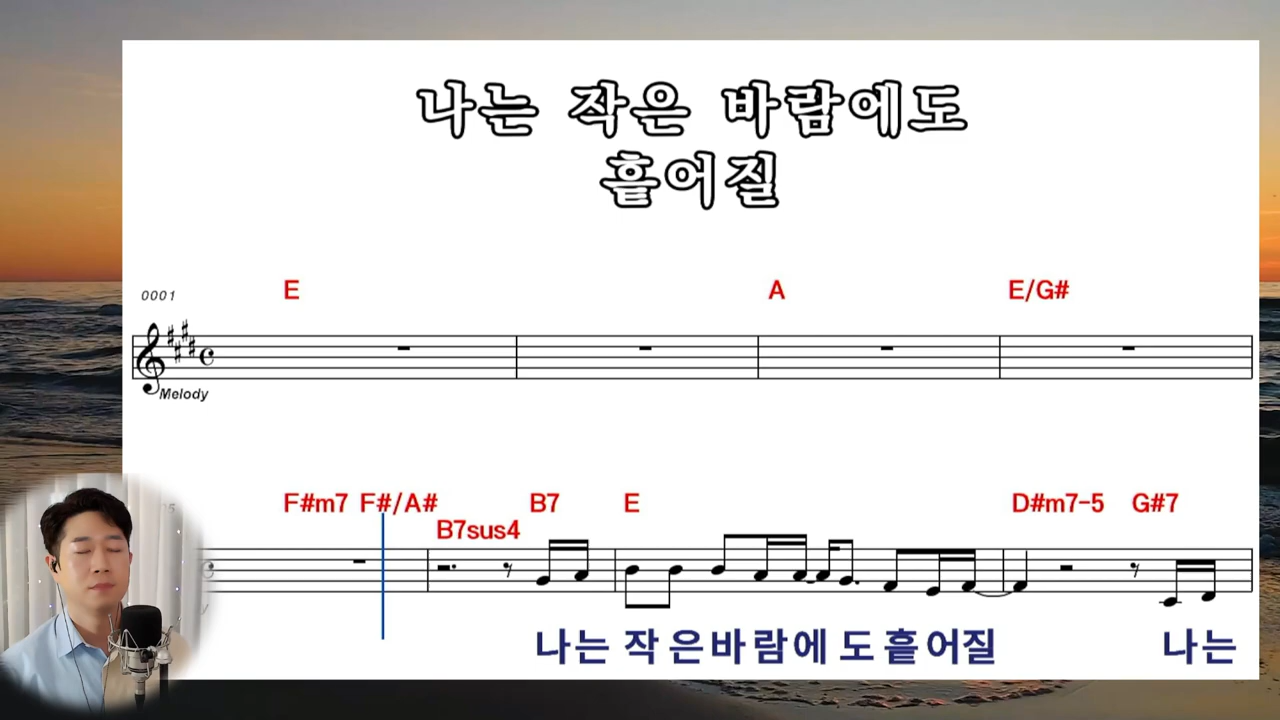 나는 작은 바람에도
흩어질
0001
E A E/G#
Melody
F#m7 F#/A# B7 E D#m7-5 G#7
B7sus4
나는 작 은 바 람 에 도 흩 어질 나는